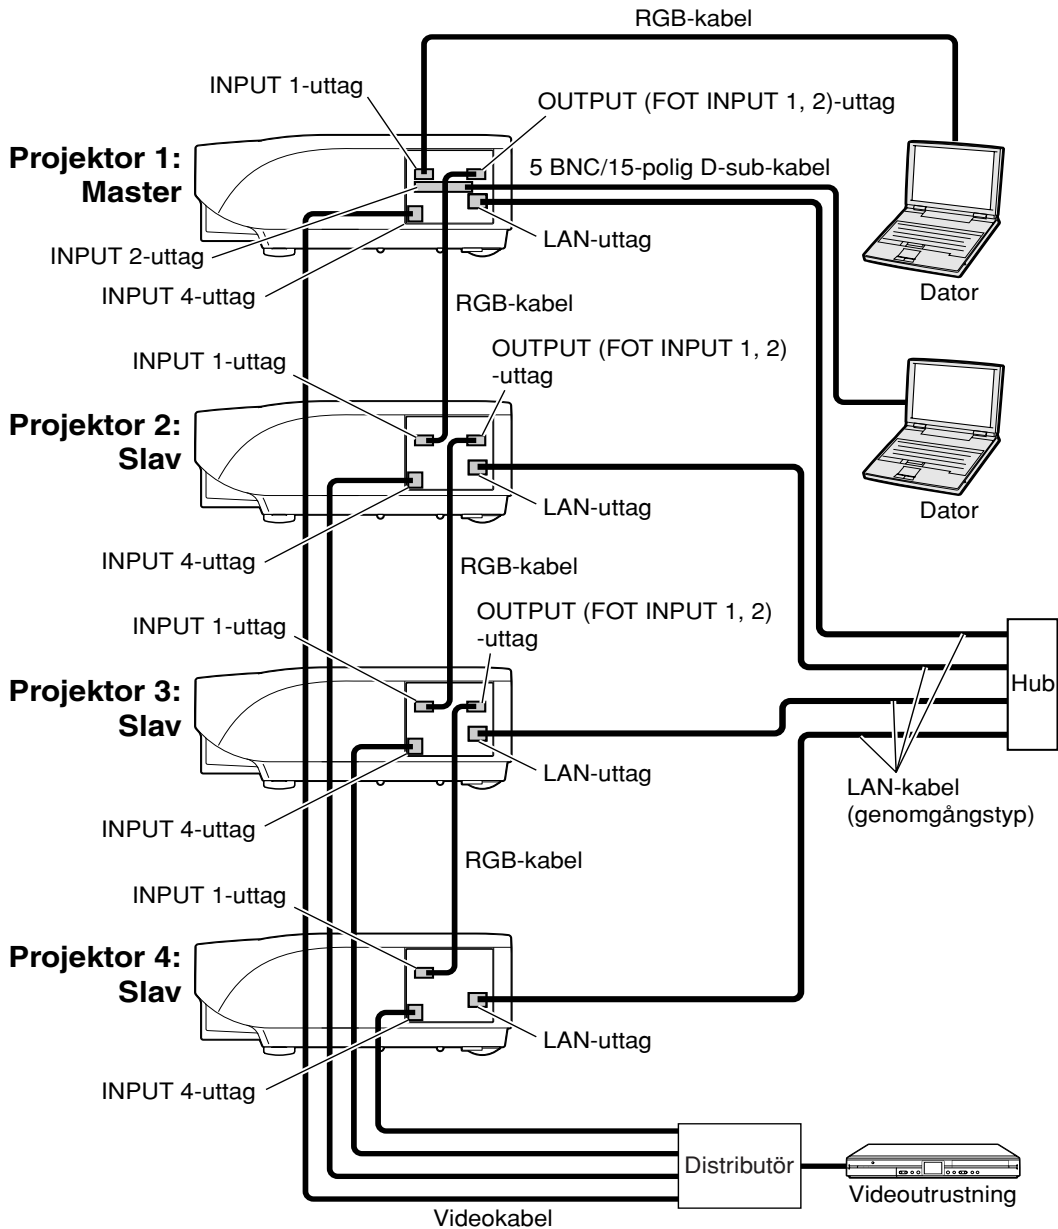 RGB-kabel
INPUT 1-uttag
OUTPUT (FOT INPUT 1, 2)-uttag
Projektor 1:
Master
5 BNC/15-polig D-sub-kabel
LAN-uttag
INPUT 2-uttag
INPUT 4-uttag
Dator
RGB-kabel
INPUT 1-uttag
OUTPUT (FOT INPUT 1, 2)
-uttag
Projektor 2:
Slav
LAN-uttag
Dator
INPUT 4-uttag
RGB-kabel
INPUT 1-uttag
OUTPUT (FOT INPUT 1, 2)
-uttag
Projektor 3:
Slav
Hub
LAN-uttag
LAN-kabel
(genomgångstyp)
INPUT 4-uttag
RGB-kabel
INPUT 1-uttag
Projektor 4:
Slav
LAN-uttag
INPUT 4-uttag
Distributör
Videoutrustning
Videokabel